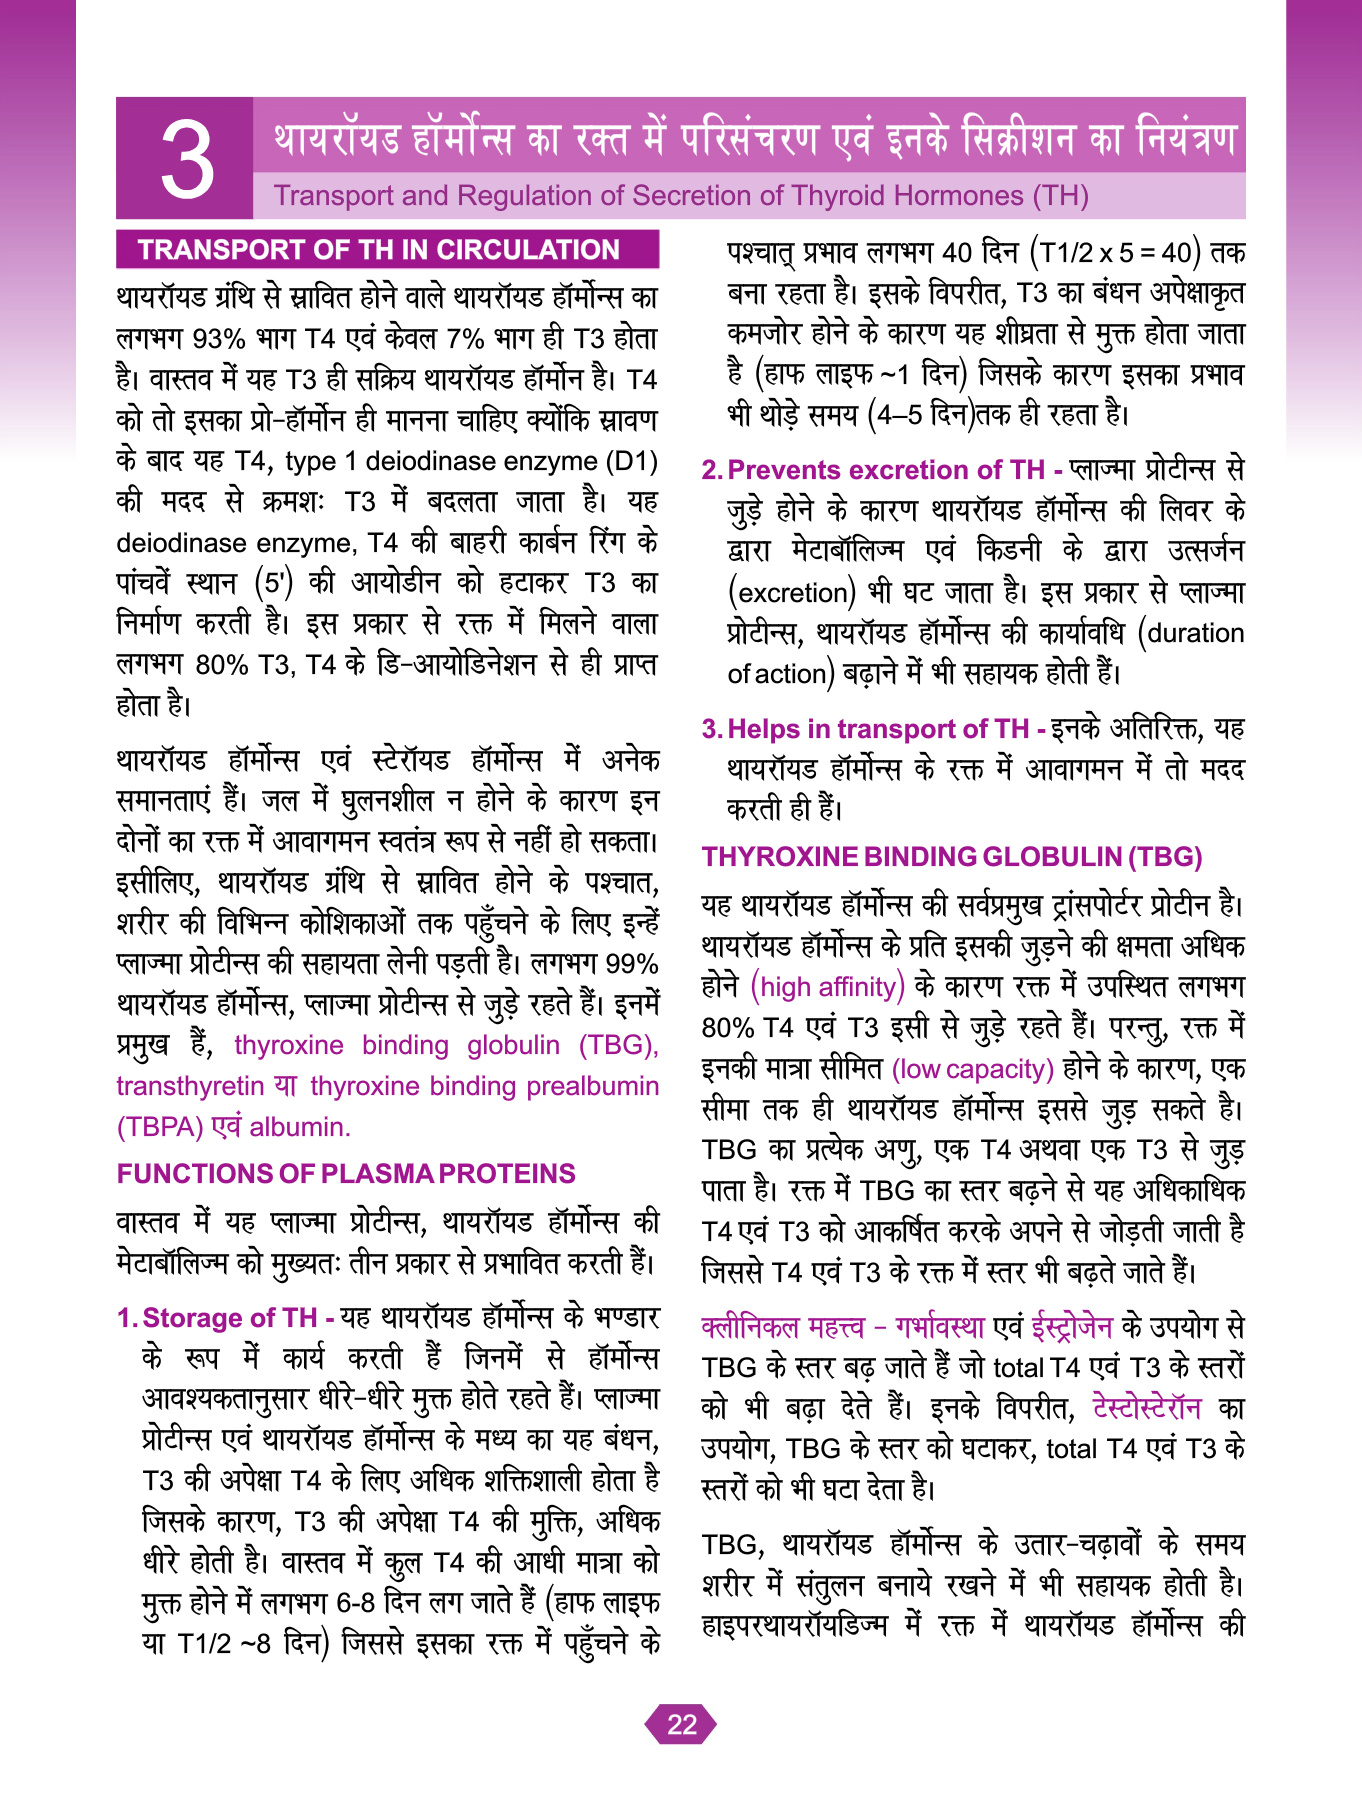 3
थायरॉयड हॉर्मोन्स का रक्त में परिसंचरण एवं इनके सिक्रीशन का नियंत्रण
Transport and Regulation of Secretion of Thyroid Hormones (TH)
TRANSPORT OF TH IN CIRCULATION
थायरॉयड ग्रंथि से स्रावित होने वाले थायरॉयड हॉर्मोन्स का
लगभग 93% भाग T4 एवं केवल 7% भाग ही T3 होता
है। वास्तव में यह T3 ही सक्रिय थायरॉयड हॉर्मोन है। T4
को तो इसका प्रो-हॉर्मोन ही मानना चाहिए क्योंकि स्रावण
के बाद यह T4, type 1 deiodinase enzyme (D1)
की मदद से क्रमशः T3 में बदलता जाता है। यह
deiodinase enzyme, T4 की बाहरी कार्बन रिंग के
पांचवें स्थान (5') की आयोडीन को हटाकर T3 का
निर्माण करती है। इस प्रकार से रक्त में मिलने वाला
लगभग 80% T3, T4 के डि-आयोडिनेशन से ही प्राप्त
होता है।
थायरॉयड हॉर्मोन्स एवं स्टेरॉयड हॉर्मोन्स में अनेक
समानताएं हैं। जल में घुलनशील न होने के कारण इन
दोनों का रक्त में आवागमन स्वतंत्र रूप से नहीं हो सकता।
इसीलिए, थायरॉयड ग्रंथि से स्रावित होने के पश्चात,
शरीर की विभिन्न कोशिकाओं तक पहुँचने के लिए इन्हें
प्लाज्मा प्रोटीन्स की सहायता लेनी पड़ती है। लगभग 99%
थायरॉयड हॉर्मोन्स, प्लाज्मा प्रोटीन्स से जुड़े रहते हैं। इनमें
प्रमुख हैं, thyroxine binding globulin (TBG),
transthyretin या thyroxine binding prealbumin
(TBPA) एवं albumin.
FUNCTIONS OF PLASMA PROTEINS
वास्तव में यह प्लाज्मा प्रोटीन्स, थायरॉयड हॉर्मोन्स की
मेटाबॉलिज्म को मुख्यतः तीन प्रकार से प्रभावित करती हैं।
1. Storage of TH - यह थायरॉयड हॉर्मोन्स के भण्डार
के रूप में कार्य करती हैं जिनमें से हॉर्मोन्स
आवश्यकतानुसार धीरे-धीरे मुक्त होते रहते हैं। प्लाज्मा
प्रोटीन्स एवं थायरॉयड हॉर्मोन्स के मध्य का यह बंधन,
T3 की अपेक्षा T4 के लिए अधिक शक्तिशाली होता है
जिसके कारण, T3 की अपेक्षा T4 की मुक्ति, अधिक
धीरे होती है। वास्तव में कुल T4 की आधी मात्रा को
मुक्त होने में लगभग 6-8 दिन लग जाते हैं (हाफ लाइफ
या T1/2 ~8 दिन) जिससे इसका रक्त में पहुँचने के
पश्चात् प्रभाव लगभग 40 दिन (T1/2 x 5 = 40) तक
बना रहता है। इसके विपरीत, T3 का बंधन अपेक्षाकृत
कमजोर होने के कारण यह शीघ्रता से मुक्त होता जाता
है (हाफ लाइफ ~1 दिन) जिसके कारण इसका प्रभाव
भी थोड़े समय (4–5 दिन)तक ही रहता है।
2. Prevents excretion of TH - प्लाज्मा प्रोटीन्स से
जुड़े होने के कारण थायरॉयड हॉर्मोन्स की लिवर के
द्वारा मेटाबॉलिज्म एवं किडनी के द्वारा उत्सर्जन
(excretion) भी घट जाता है। इस प्रकार से प्लाज्मा
प्रोटीन्स, थायरॉयड हॉर्मोन्स की कार्यावधि (duration
of action) बढ़ाने में भी सहायक होती हैं।
3. Helps in transport of TH - इनके अतिरिक्त, यह
थायरॉयड हॉर्मोन्स के रक्त में आवागमन में तो मदद
करती ही हैं।
THYROXINE BINDING GLOBULIN (TBG)
यह थायरॉयड हॉर्मोन्स की सर्वप्रमुख ट्रांसपोर्टर प्रोटीन है।
थायरॉयड हॉर्मोन्स के प्रति इसकी जुड़ने की क्षमता अधिक
होने (high affinity) के कारण रक्त में उपस्थित लगभग
80% T4 एवं T3 इसी से जुड़े रहते हैं। परन्तु, रक्त में
इनकी मात्रा सीमित (low capacity) होने के कारण, एक
सीमा तक ही थायरॉयड हॉर्मोन्स इससे जुड़ सकते है।
TBG का प्रत्येक अणु, एक T4 अथवा एक T3 से जुड़
पाता है। रक्त में TBG का स्तर बढ़ने से यह अधिकाधिक
T4 एवं T3 को आकर्षित करके अपने से जोड़ती जाती है
जिससे T4 एवं T3 के रक्त में स्तर भी बढ़ते जाते हैं।
क्लीनिकल महत्त्व - गर्भावस्था एवं ईस्ट्रोजेन के उपयोग से
TBG के स्तर बढ़ जाते हैं जो total T4 एवं T3 के स्तरों
को भी बढ़ा देते हैं। इनके विपरीत, टेस्टोस्टेरॉन का
उपयोग, TBG के स्तर को घटाकर, total T4 एवं T3 के
स्तरों को भी घटा देता है।
TBG, थायरॉयड हॉर्मोन्स के उतार-चढ़ावों के समय
शरीर में संतुलन बनाये रखने में भी सहायक होती है।
हाइपरथायरॉयडिज्म में रक्त में थायरॉयड हॉर्मोन्स की
22